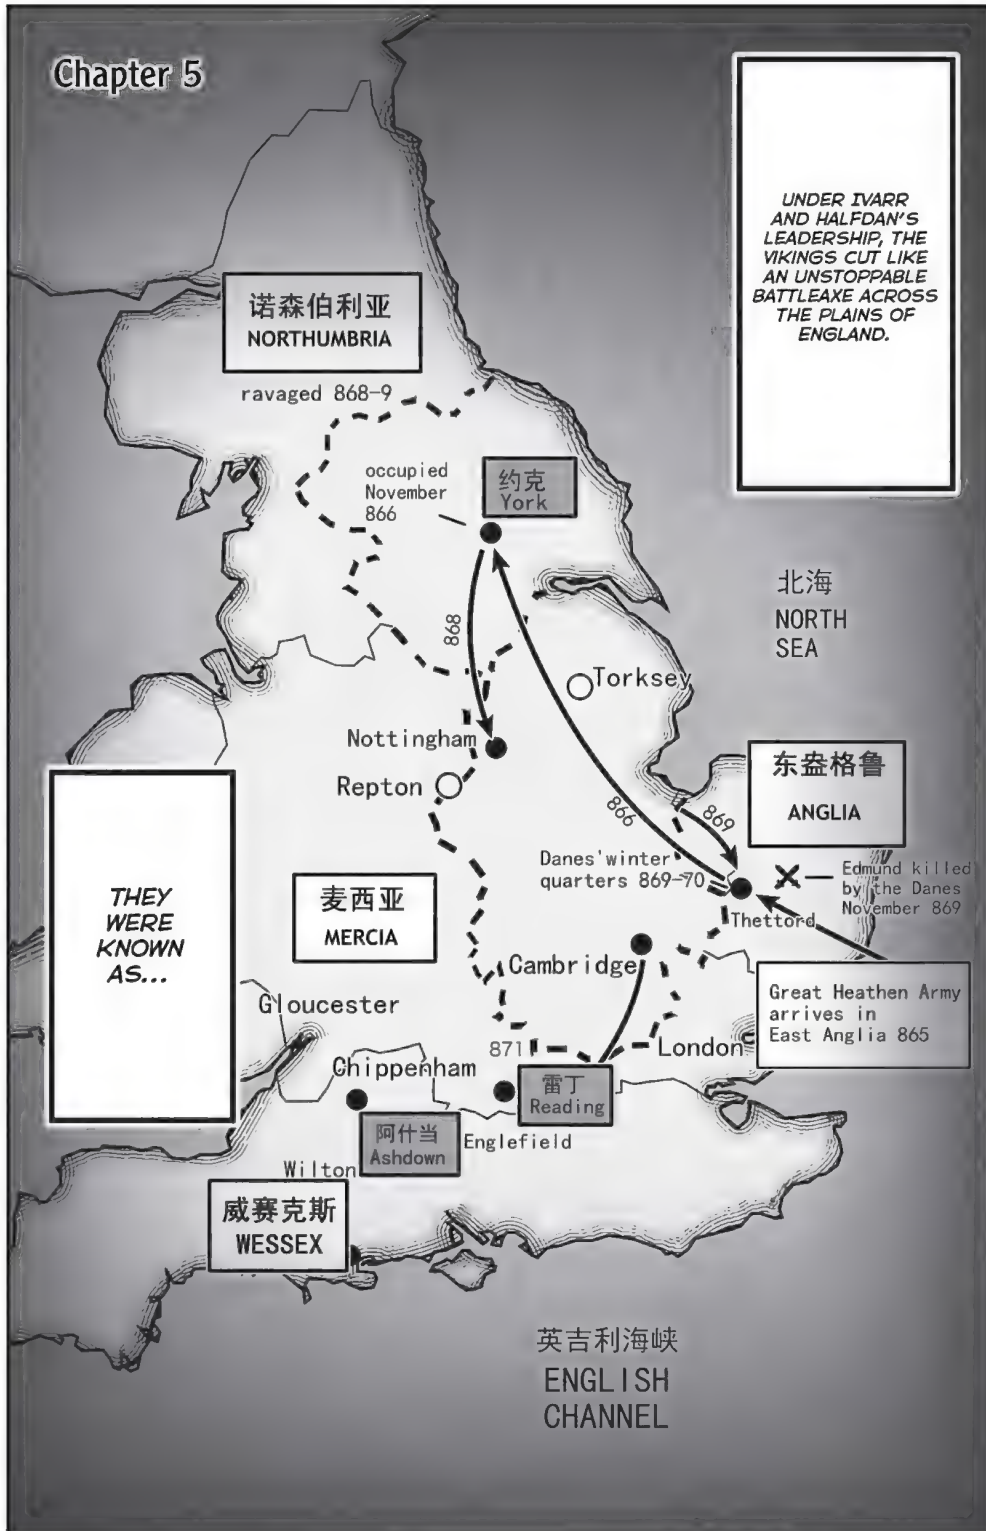 Chapter 5
UNDER IVARR
AND HALFDAN'S
LEADERSHIP, THE
VIKINGS CUT LIKE
AN UNSTOPPABLE
BATTLEAXE ACROSS
THE PLAINS OF
ENGLAND.
诺森伯利亚
NORTHUMBRIA
ravaged 868-9
occupied
November
866
约克
York
北海
NORTH
SEA
868
Torksey
Nottingham
Repton
866
869
东盎格鲁
ANGLIA
Danes'winter
quarters 869-70
Edmund killed
by the Danes
November 869
Thettord
THEY
WERE
KNOWN
AS...
麦西亚
MERCIA
Cambridge
Great Heathen Army
arrives in
East Anglia 865
Gloucester
871
London
Chippenham
雷丁
Reading
阿什当
Ashdown
Englefield
Wilton
威赛克斯
WESSEX
英吉利海峡
ENGLISH
CHANNEL